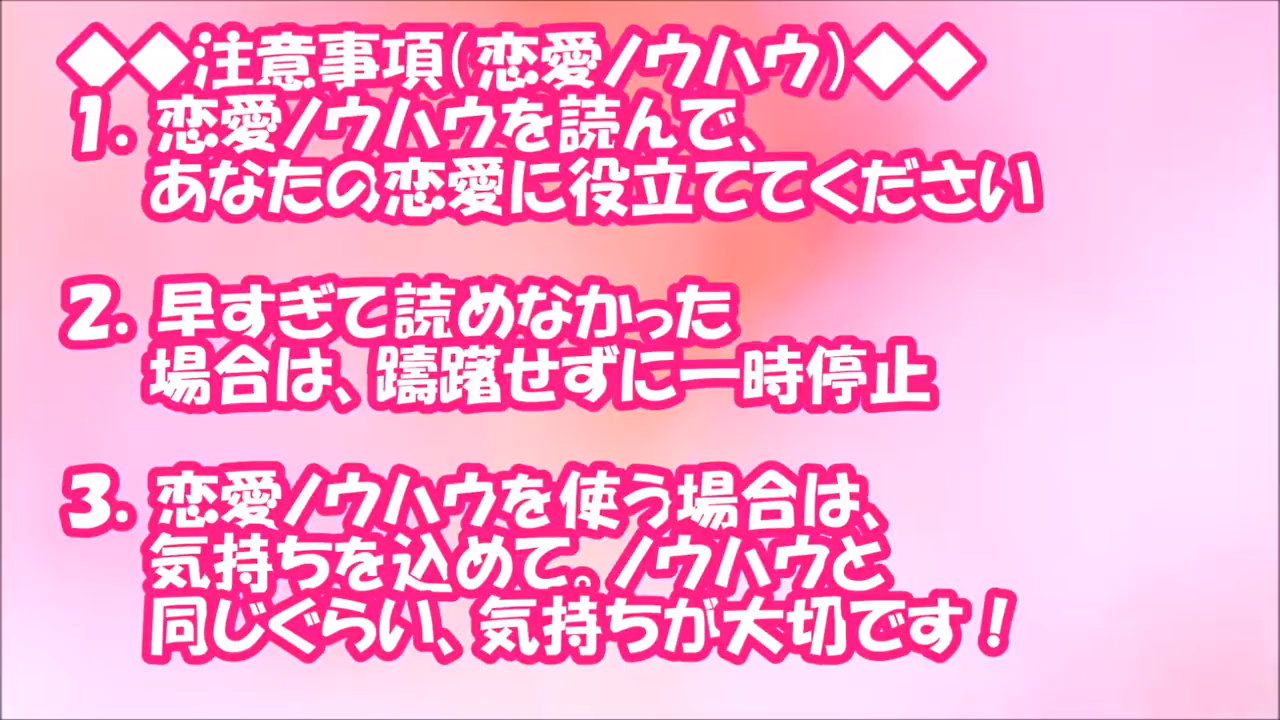 ◆◆注意事項(恋愛ノウハウ)◆◆
1. 恋愛ノウハウを読んで、
あなたの恋愛に役立ててください
2. 早すぎて読めなかった
場合は、躊躇せずに一時停止
3. 恋愛ノウハウを使う場合は、
気持ちを込めて。ノウハウと
同じぐらい、気持ちが大切です!